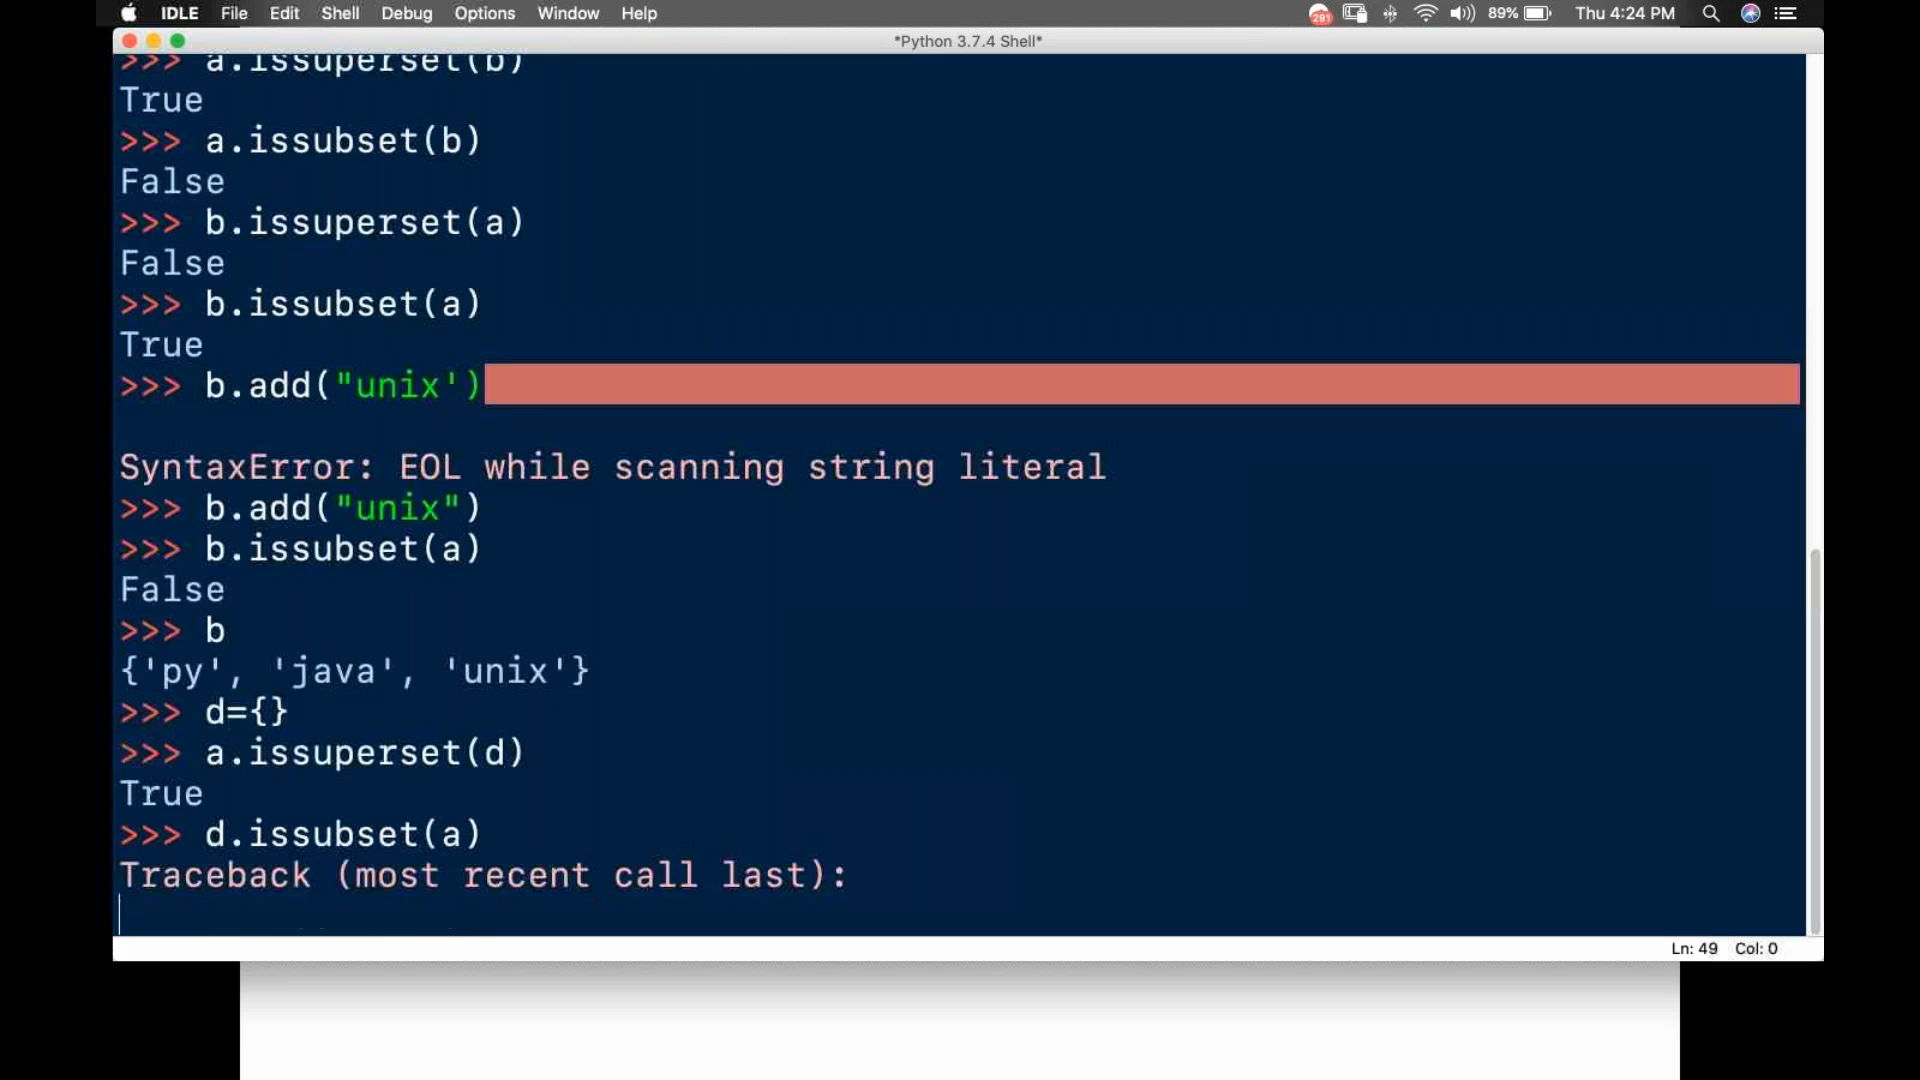 IDLE File Edit Shell Debug Options Window Help 291 89% Thu 4:24 PM
*Python 3.7.4 Shell*
>>> a.issuperset(b)
True
>>> a.issubset(b)
False
>>> b.issuperset(a)
False
>>> b.issubset(a)
True
>>> b.add("unix')
SyntaxError: EOL while scanning string literal
>>> b.add("unix")
>>> b.issubset(a)
False
>>> b
{'py', 'java', 'unix'}
>>> d={}
>>> a.issuperset(d)
True
>>> d.issubset(a)
Traceback (most recent call last):
Ln: 49 Col: 0